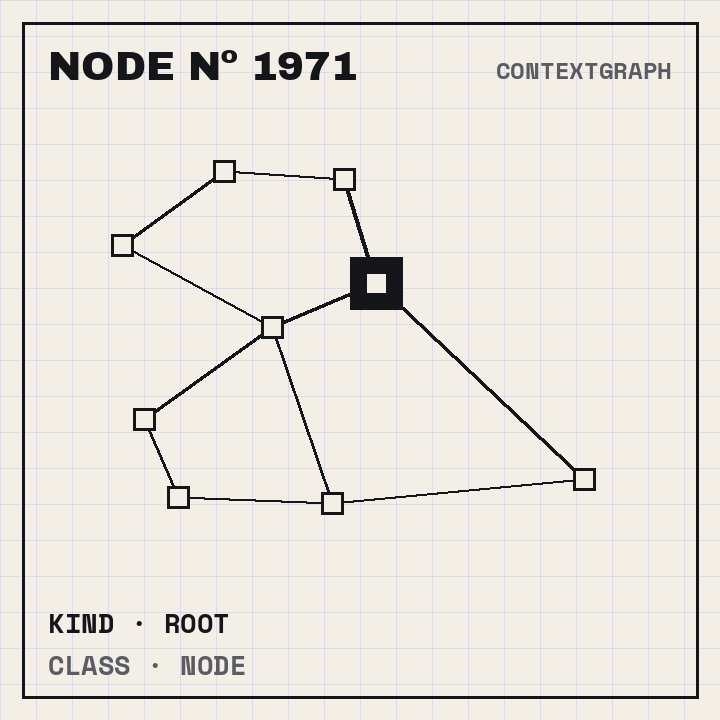 NODE Nº 1971
CONTEXTGRAPH
KIND · ROOT
CLASS · NODE